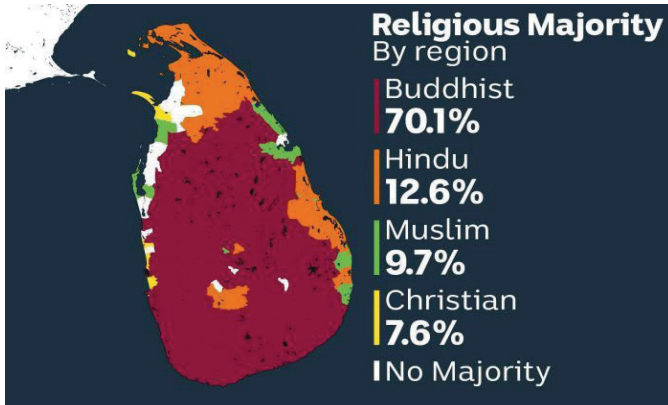 Religious Majority
By region
Buddhist
70.1%
Hindu
12.6%
Muslim
9.7%
Christian
7.6%
No Majority